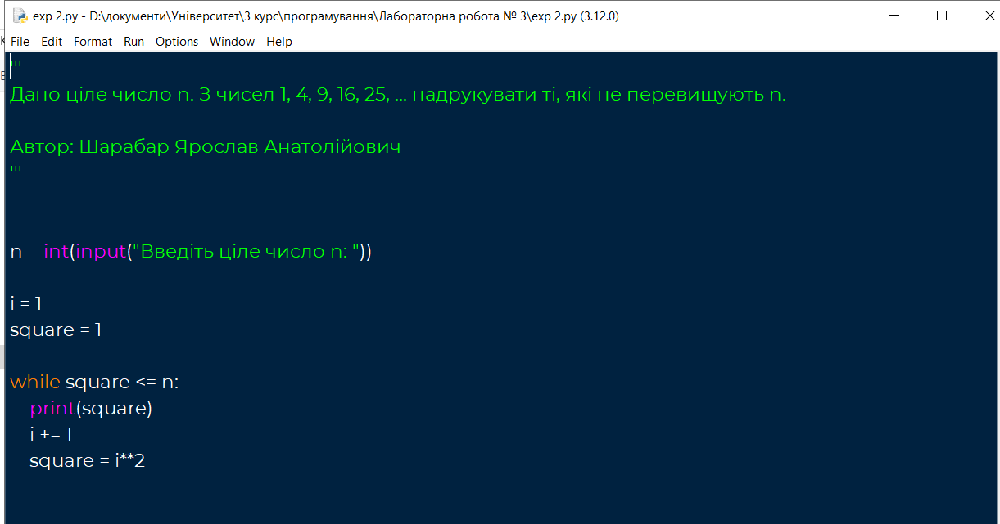 exp 2.py - D:\документи\Університет\3 курс\програмування\Лабораторна робота № 3\exp 2.py (3.12.0)
File Edit Format Run Options Window Help
'''
Дано ціле число n. З чисел 1, 4, 9, 16, 25, ... надрукувати ті, які не перевищують n.
Автор: Шарабар Ярослав Анатолійович
'''
n = int(input("Введіть ціле число n: "))
i = 1
square = 1
while square <= n:
    print(square)
    i += 1
    square = i**2